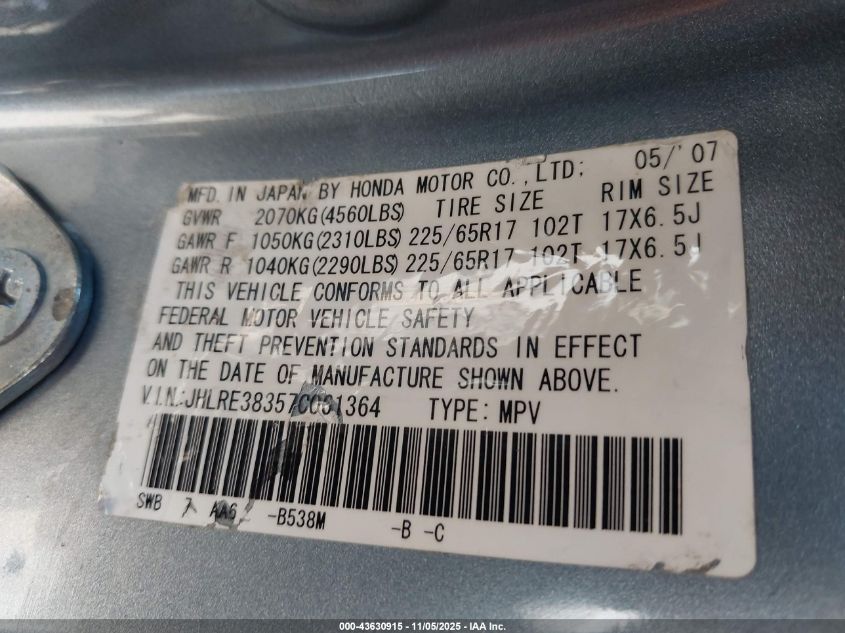 MFD. IN JAPAN BY HONDA MOTOR CO., LTD: 05/'07
GVWR 2070KG(4560LBS) TIRE SIZE RIM SIZE
GAWR F 1050KG(2310LBS) 225/65R17 102T 17X6.5J
GAWR R 1040KG(2290LBS) 225/65R17 102T 17X6.5J
THIS VEHICLE CONFORMS TO ALL APPLICABLE
FEDERAL MOTOR VEHICLE SAFETY
AND THEFT PREVENTION STANDARDS IN EFFECT
ON THE DATE OF MANUFACTURE SHOWN ABOVE.
V.I.N.: TYPE: MPV
SWB 7 AA6 -B538M -B -C
000-43630915 - 11/05/2025 - IAA Inc.